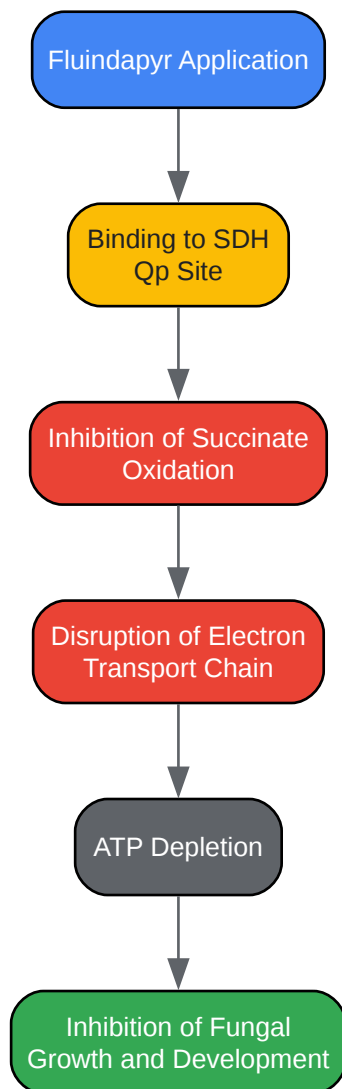 Fluindapyr Application
Binding to SDH
Qp Site
Inhibition of Succinate
Oxidation
Disruption of Electron
Transport Chain
ATP Depletion
Inhibition of Fungal
Growth and Development